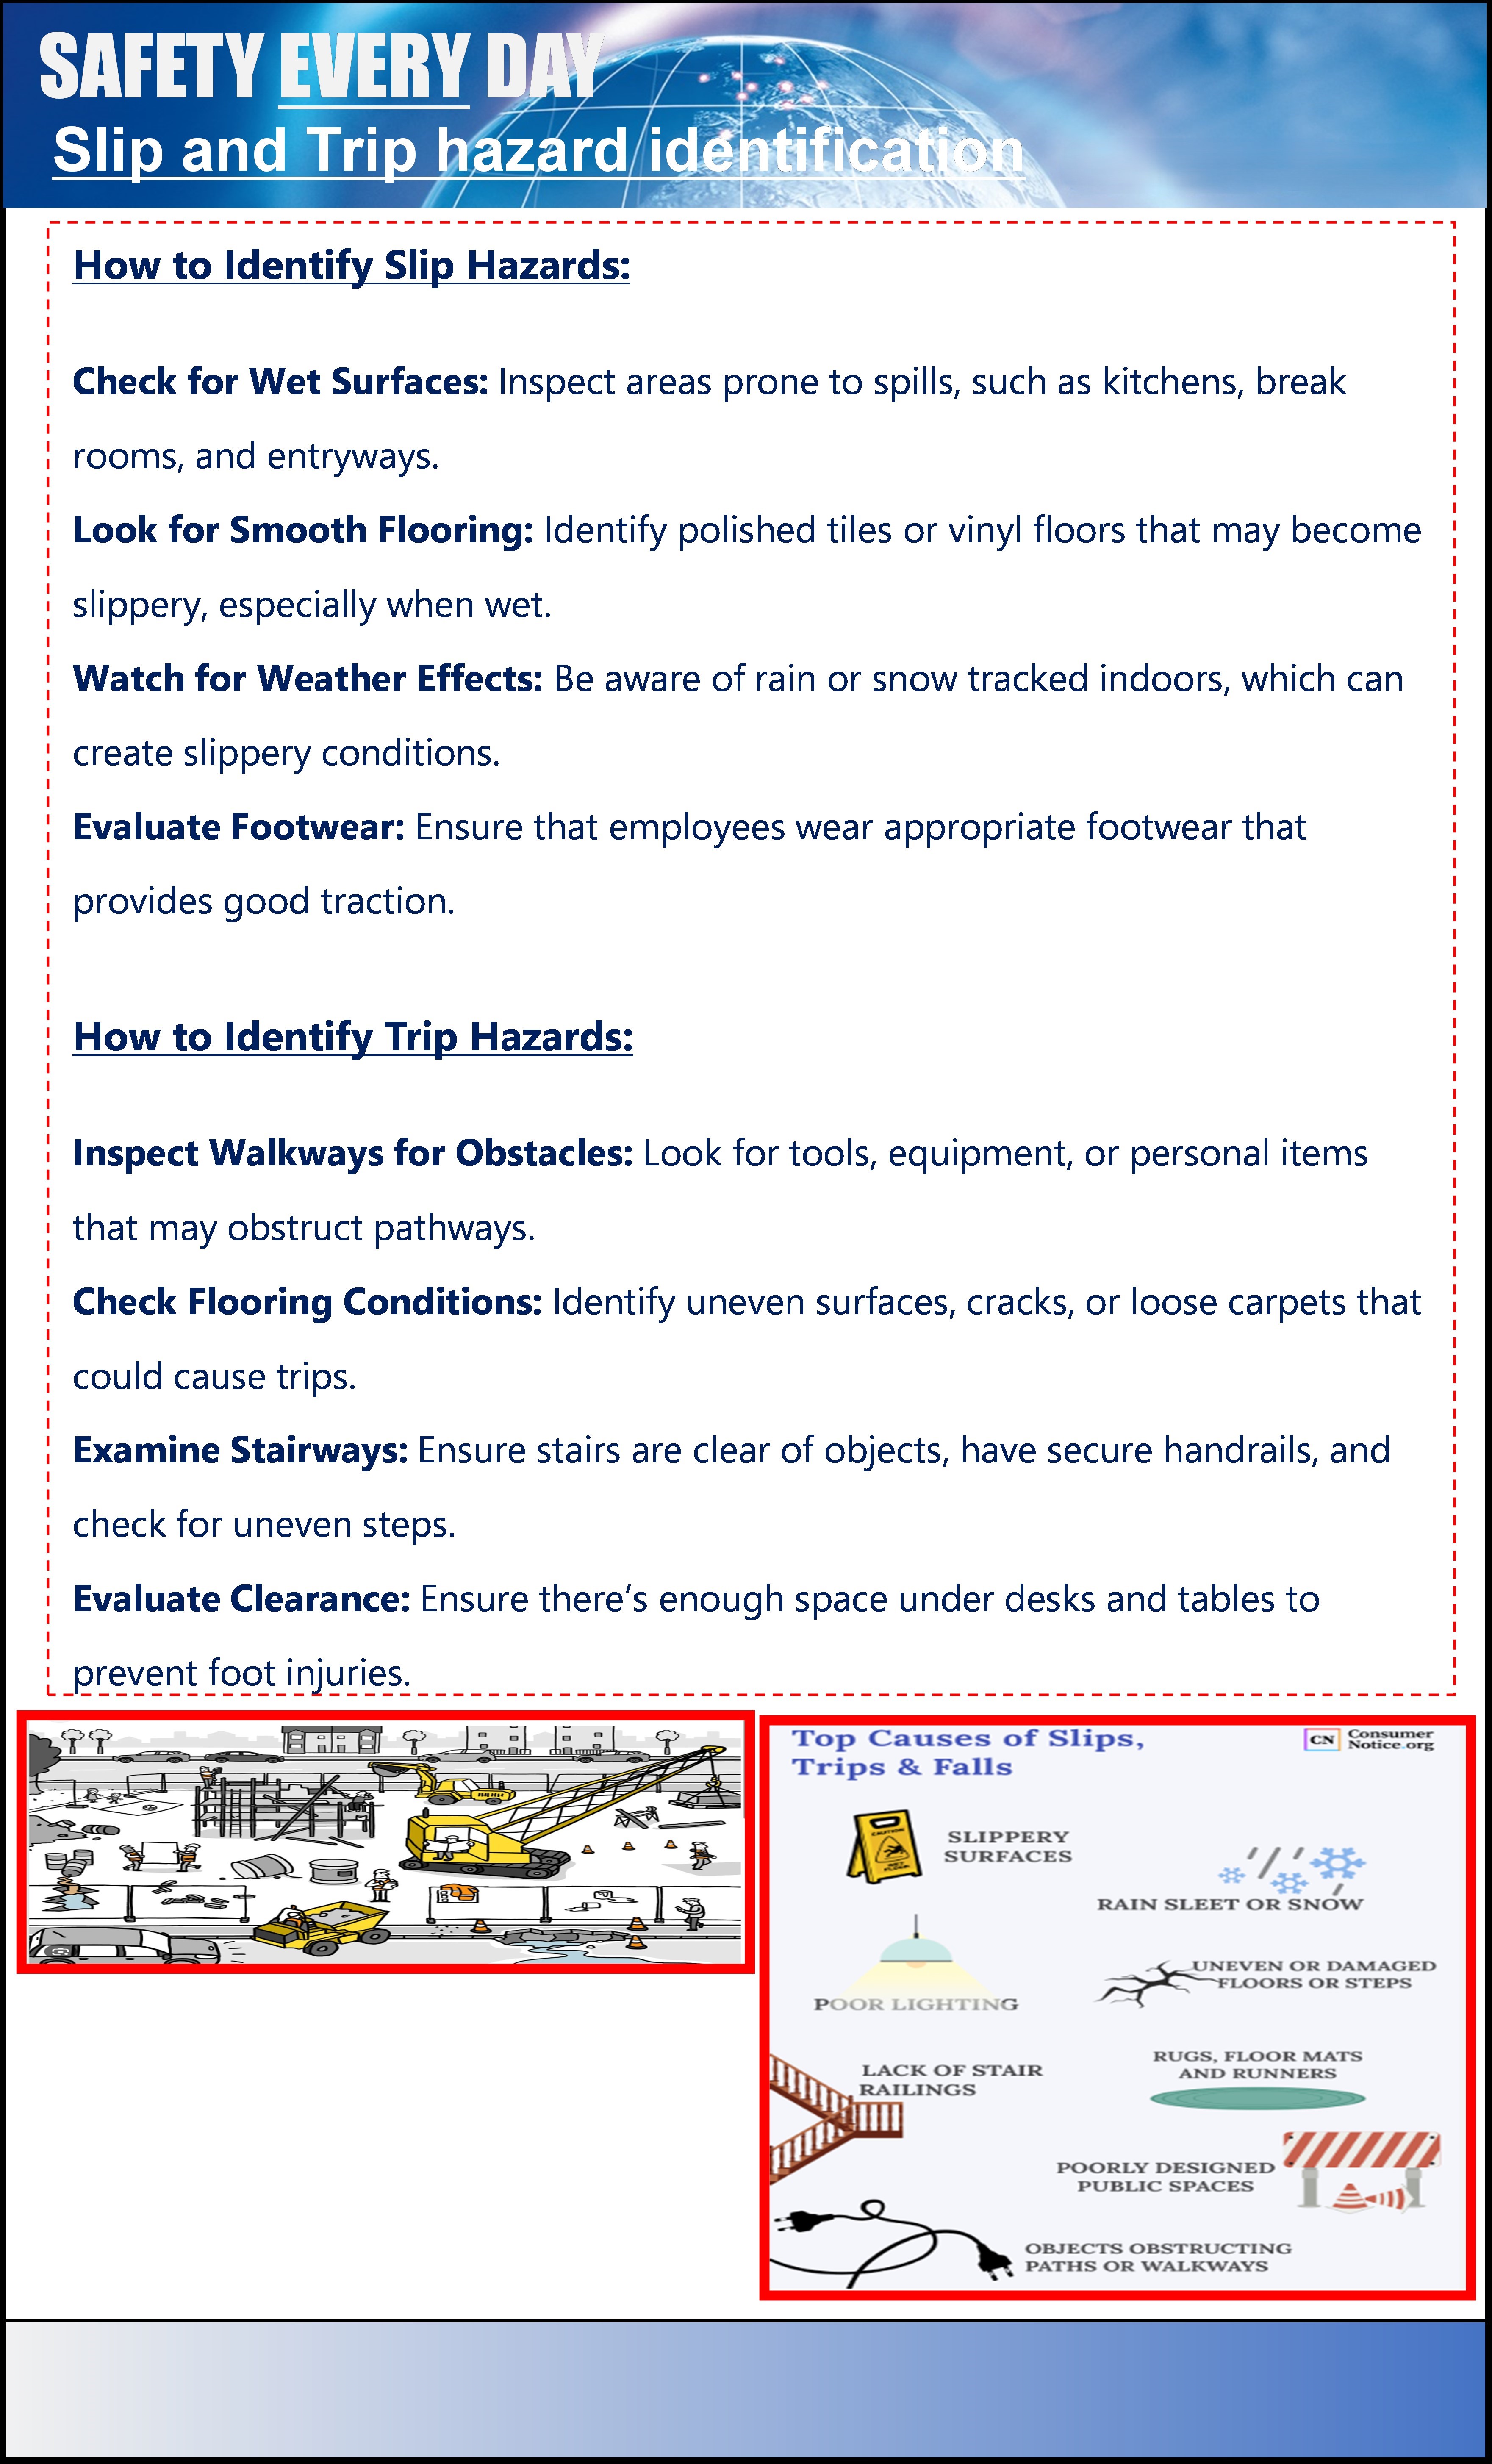 SAFETY EVERY DAY
Slip and Trip hazard identification
How to Identify Slip Hazards:
Check for Wet Surfaces: Inspect areas prone to spills, such as kitchens, break
rooms, and entryways.
Look for Smooth Flooring: Identify polished tiles or vinyl floors that may become
slippery, especially when wet.
Watch for Weather Effects: Be aware of rain or snow tracked indoors, which can
create slippery conditions.
Evaluate Footwear: Ensure that employees wear appropriate footwear that
provides good traction.
How to Identify Trip Hazards:
Inspect Walkways for Obstacles: Look for tools, equipment, or personal items
that may obstruct pathways.
Check Flooring Conditions: Identify uneven surfaces, cracks, or loose carpets that
could cause trips.
Examine Stairways: Ensure stairs are clear of objects, have secure handrails, and
check for uneven steps.
Evaluate Clearance: Ensure there’s enough space under desks and tables to
prevent foot injuries.
Top Causes of Slips,
Trips & Falls
CN Consumer
Notice.org
CAUTION
SLIPPERY
SURFACES
RAIN SLEET OR SNOW
POOR LIGHTING
UNEVEN OR DAMAGED
FLOORS OR STEPS
LACK OF STAIR
RAILINGS
RUGS, FLOOR MATS
AND RUNNERS
POORLY DESIGNED
PUBLIC SPACES
OBJECTS OBSTRUCTING
PATHS OR WALKWAYS